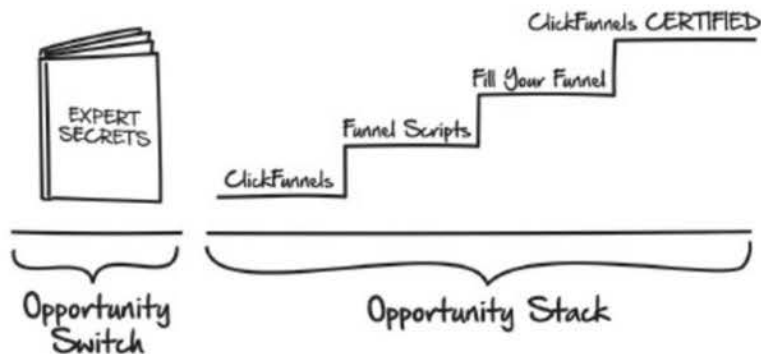 EXPERT
SECRETS
ClickFunnels
Funnel Scripts
Fill Your Funnel
ClickFunnels CERTIFIED
Opportunity
Switch
Opportunity Stack